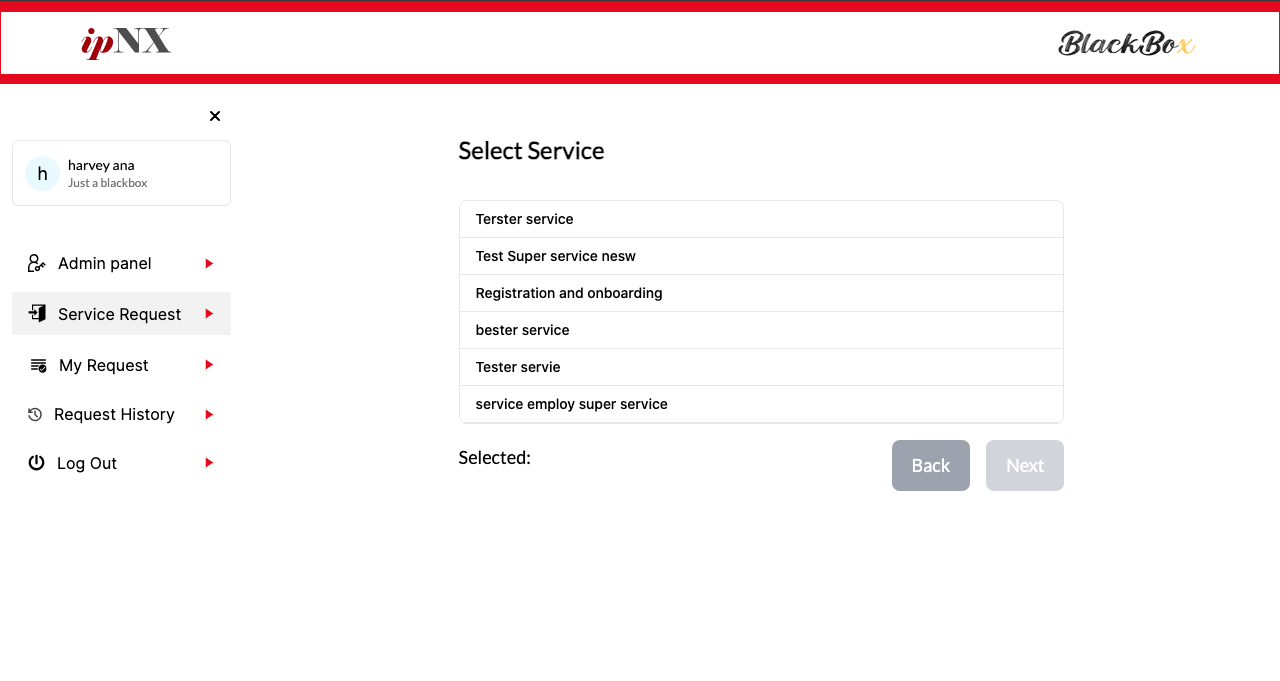 ipNX
BlackBox
h
harvey ana
Just a blackbox
Admin panel
Service Request
My Request
Request History
Log Out
Select Service
Terster service
Test Super service nesw
Registration and onboarding
bester service
Tester servie
service employ super service
Selected:
Back
Next